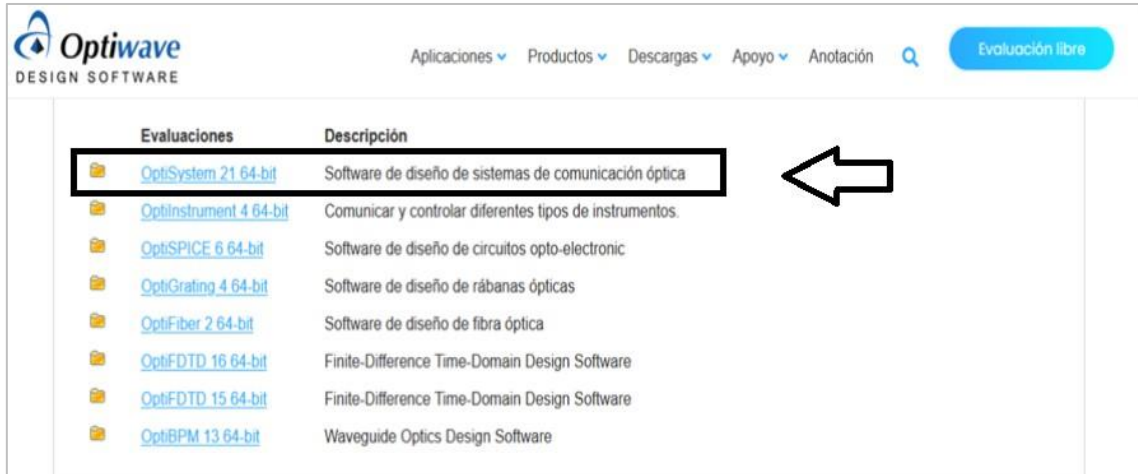 Optiwave
DESIGN SOFTWARE
Aplicaciones Productos Descargas Apoyo Anotación Evaluación libre
Evaluaciones Descripción
OptiSystem 21 64-bit Software de diseño de sistemas de comunicación óptica
OptiInstrument 4 64-bit Comunicar y controlar diferentes tipos de instrumentos.
OptiSPICE 6 64-bit Software de diseño de circuitos opto-electronic
OptiGrating 4 64-bit Software de diseño de rábanas ópticas
OptiFiber 2 64-bit Software de diseño de fibra óptica
OptiFDTD 16 64-bit Finite-Difference Time-Domain Design Software
OptiFDTD 15 64-bit Finite-Difference Time-Domain Design Software
OptiBPM 13 64-bit Waveguide Optics Design Software